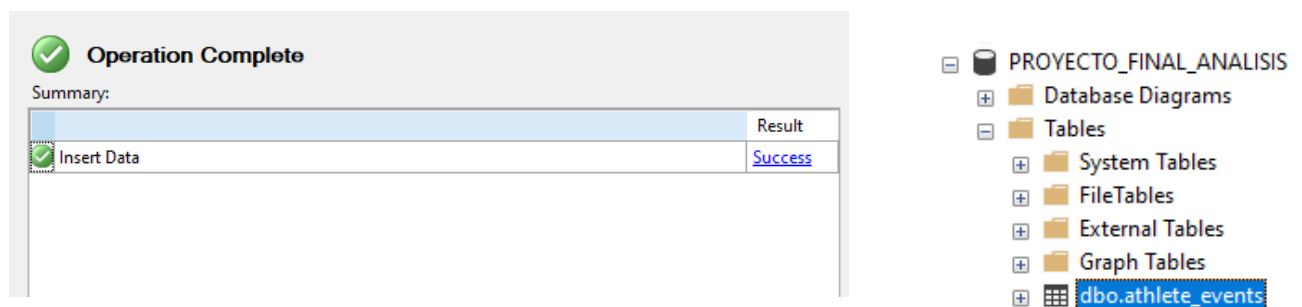 Operation Complete
Summary:
Result
Insert Data
Success
PROYECTO_FINAL_ANALISIS
Database Diagrams
Tables
System Tables
FileTables
External Tables
Graph Tables
dbo.athlete_events